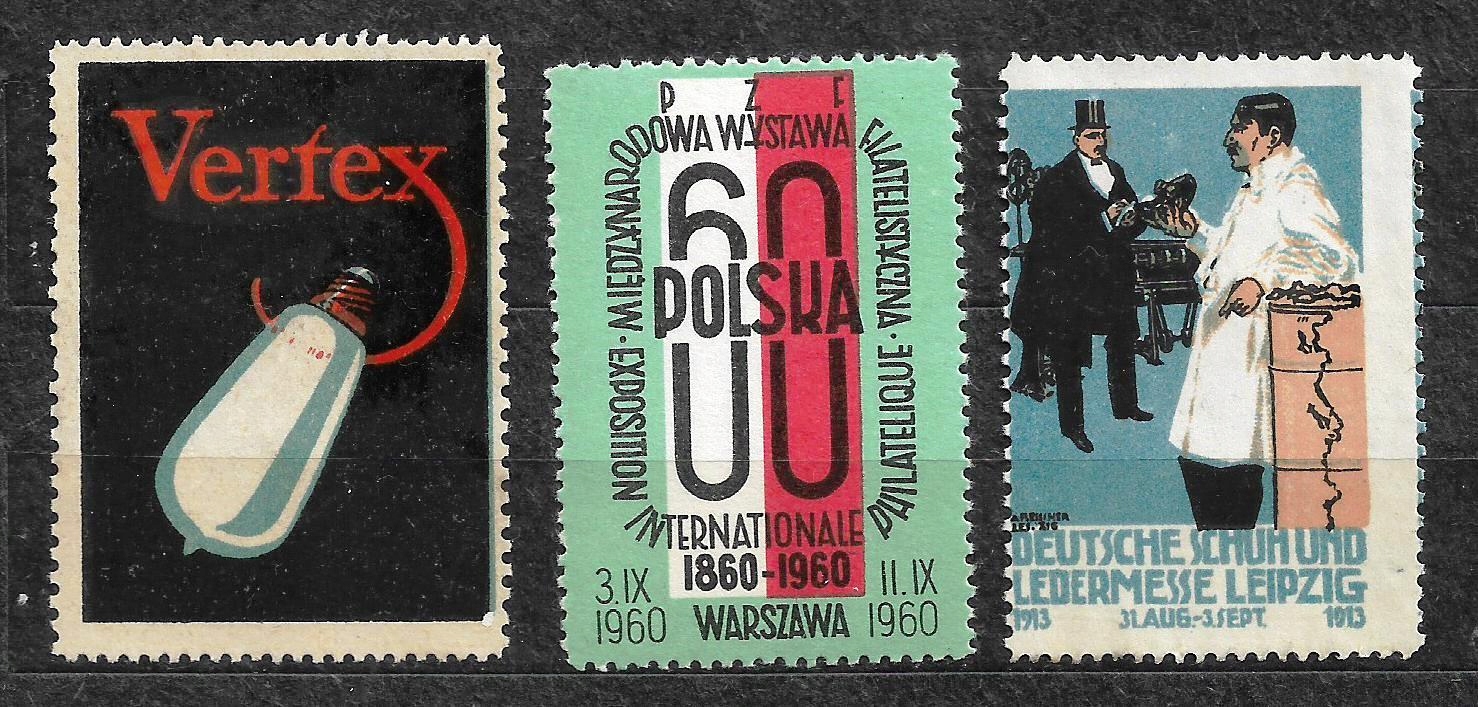 Vertex
P Z F
MIĘDZYNARODOWA WYSTAWA FILATELISTYCZNA
60
POLSKA
EXPOSITION INTERNATIONALE PHILATELIQUE
1860-1960
3.IX
1960
WARSZAWA
11.IX
1960
DEUTSCHE SCHUH UND
LEDERMESSE LEIPZIG
1913 31.AUG.-3.SEPT. 1913